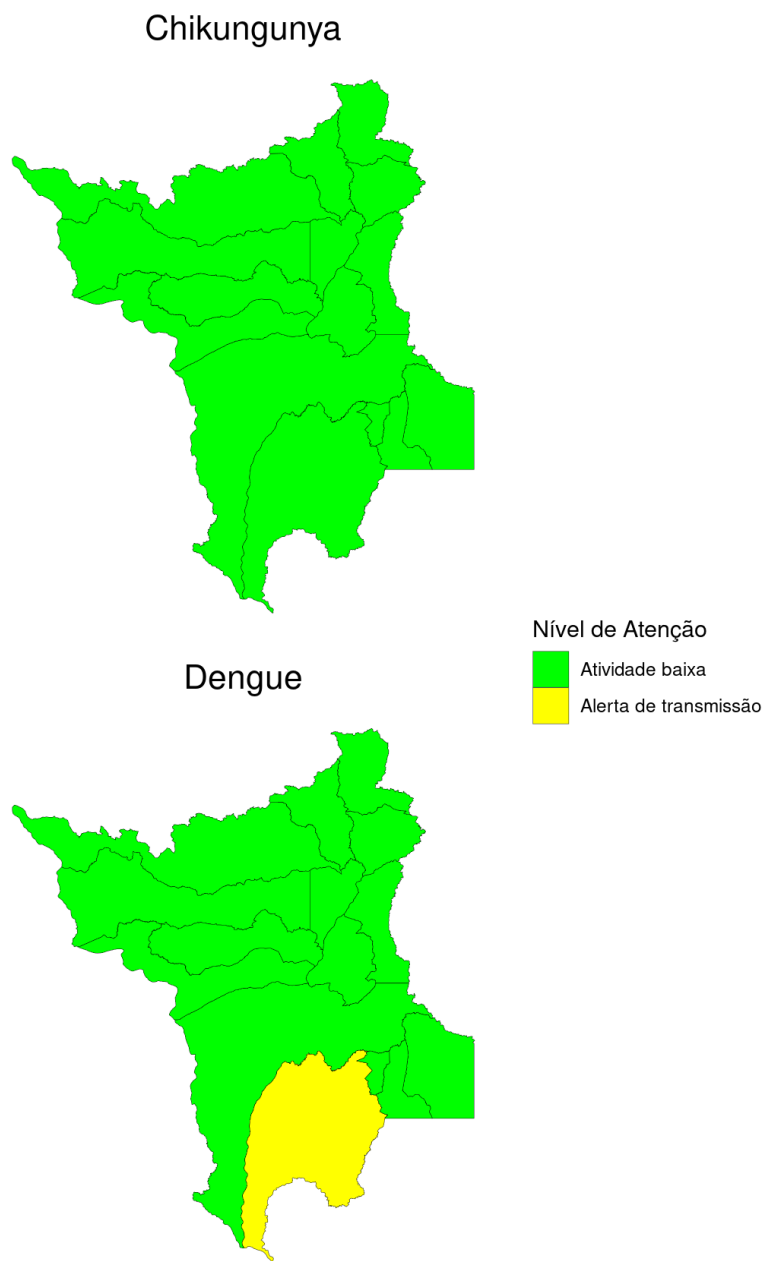 Chikungunya
Nível de Atenção
Atividade baixa
Alerta de transmissão
Dengue